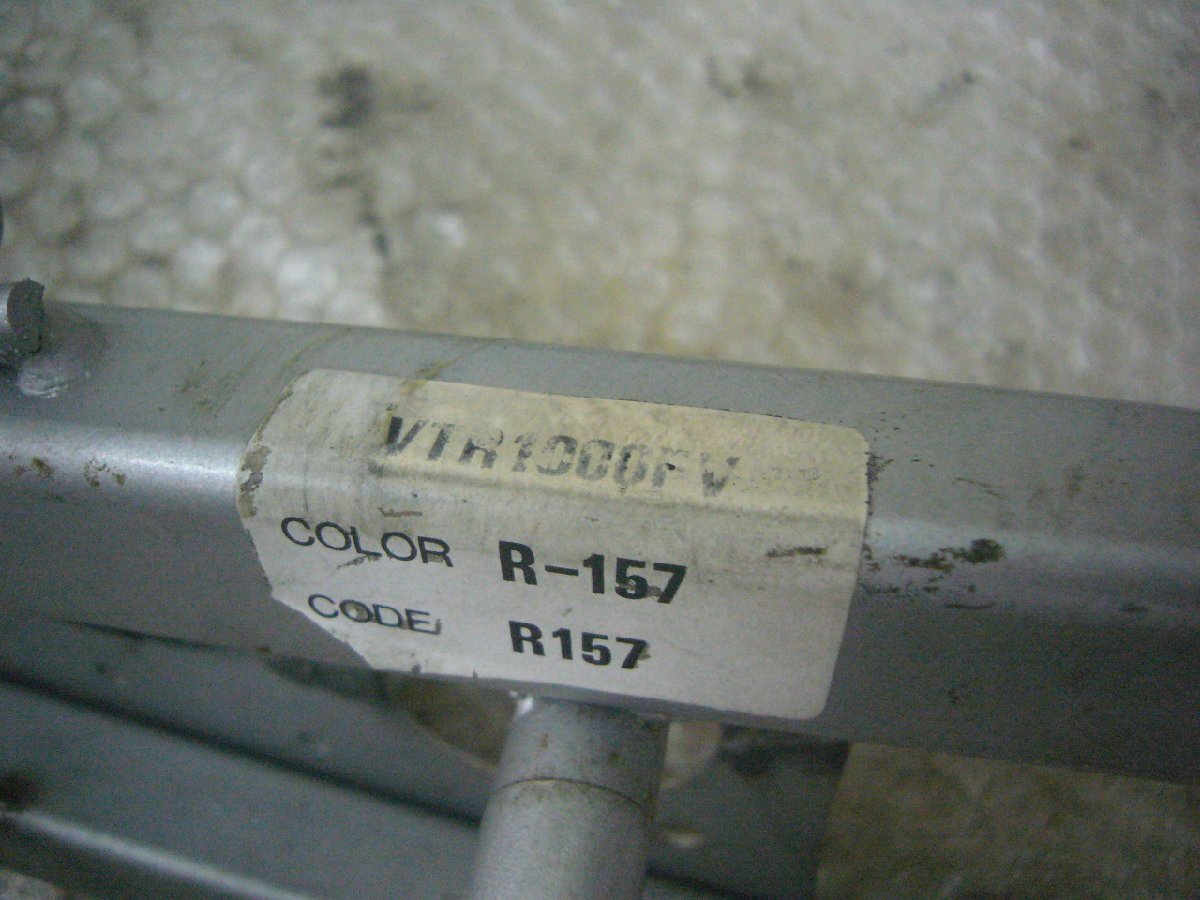 VTR1000FV
COLOR R-157
CODE R157